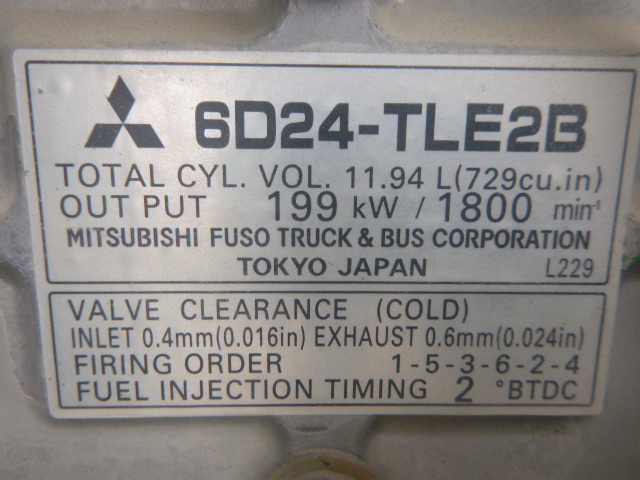 6D24-TLE2B
TOTAL CYL. VOL. 11.94 L(729cu.in)
OUT PUT 199 kW / 1800 min⁻¹
MITSUBISHI FUSO TRUCK & BUS CORPORATION
TOKYO JAPAN L229
VALVE CLEARANCE (COLD)
INLET 0.4mm(0.016in) EXHAUST 0.6mm(0.024in)
FIRING ORDER 1-5-3-6-2-4
FUEL INJECTION TIMING 2 °BTDC